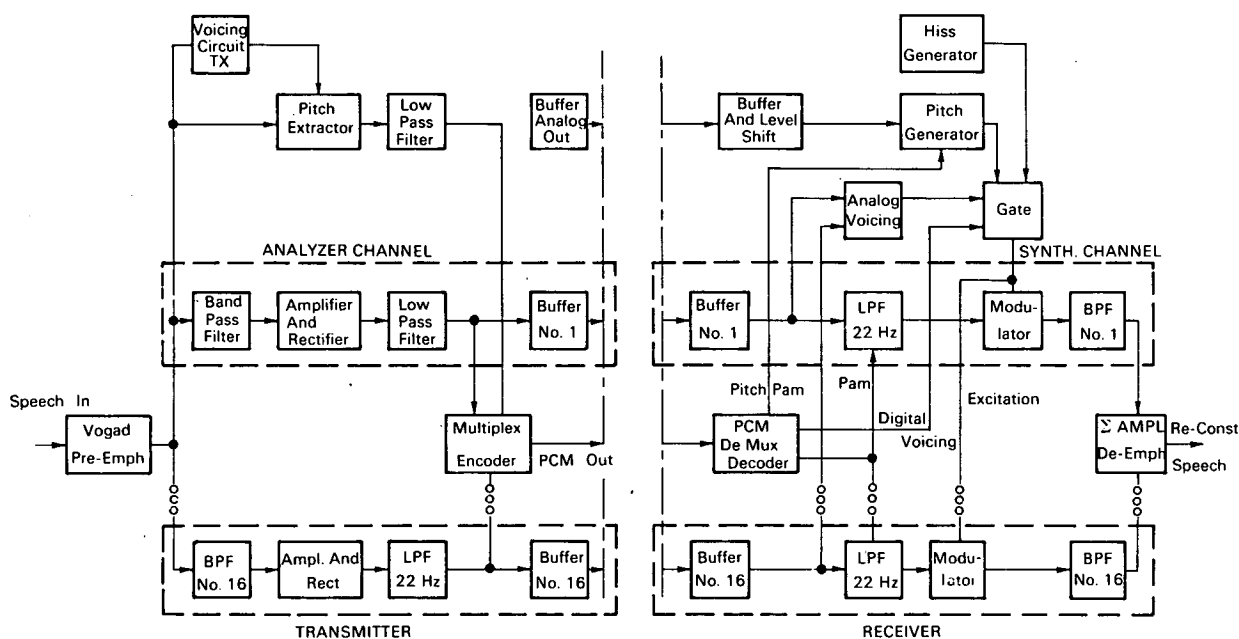 Voicing
Circuit
TX
Pitch
Extractor
Low
Pass
Filter
Buffer
Analog
Out
Buffer
And Level
Shift
Pitch
Generator
Hiss
Generator
Analog
Voicing
Gate
ANALYZER CHANNEL
SYNTH. CHANNEL
Band
Pass
Filter
Amplifier
And
Rectifier
Low
Pass
Filter
Buffer
No. 1
Buffer
No. 1
LPF
22 Hz
Modu-
lator
BPF
No. 1
Speech In
Vogad
Pre-Emph
Multiplex
Encoder
PCM Out
Pitch Pam
Pam
Digital
Voicing
Excitation
PCM
De Mux
Decoder
Σ AMPL
De-Emph
Re-Const
Speech
BPF
No. 16
Ampl. And
Rect
LPF
22 Hz
Buffer
No. 16
Buffer
No. 16
LPF
22 Hz
Modu-
lator
BPF
No. 16
TRANSMITTER
RECEIVER